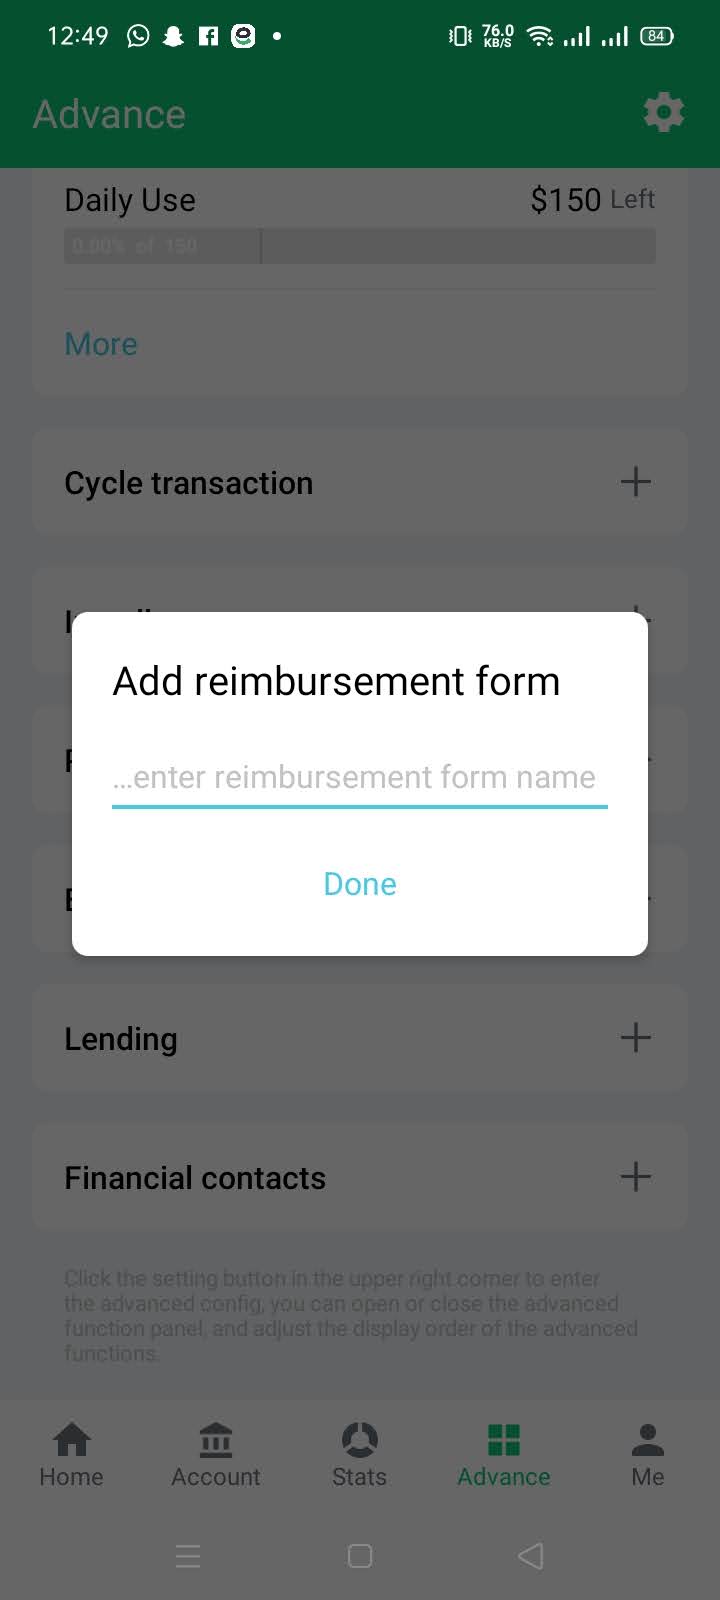 12:49
76.0
KB/S
84
Advance
Daily Use
$150 Left
0.00% of 150
More
Cycle transaction
Add reimbursement form
...enter reimbursement form name
Done
Lending
Financial contacts
Click the setting button in the upper right corner to enter
the advanced config, you can open or close the advanced
function panel, and adjust the display order of the advanced
functions.
Home
Account
Stats
Advance
Me